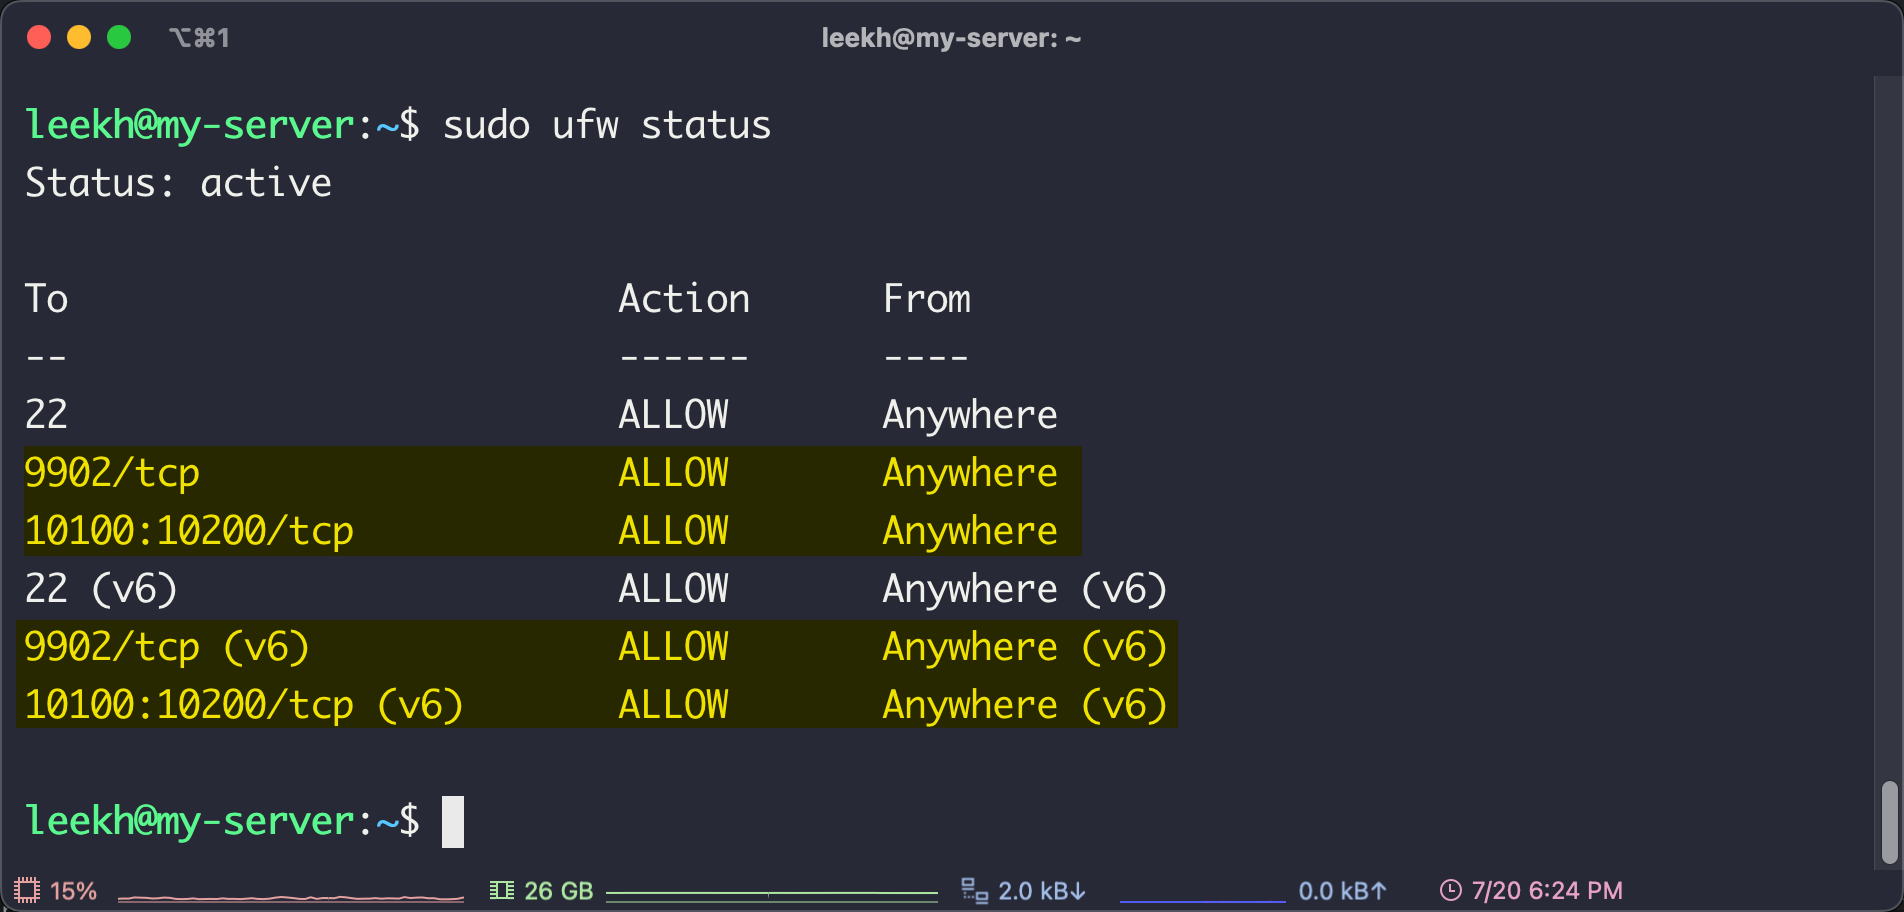 ⌥⌘1
leekh@my-server: ~
leekh@my-server:~$ sudo ufw status
Status: active
To Action From
-- ------ ----
22 ALLOW Anywhere
9902/tcp ALLOW Anywhere
10100:10200/tcp ALLOW Anywhere
22 (v6) ALLOW Anywhere (v6)
9902/tcp (v6) ALLOW Anywhere (v6)
10100:10200/tcp (v6) ALLOW Anywhere (v6)
leekh@my-server:~$
15% 26 GB 2.0 kB↓ 0.0 kB↑ 7/20 6:24 PM